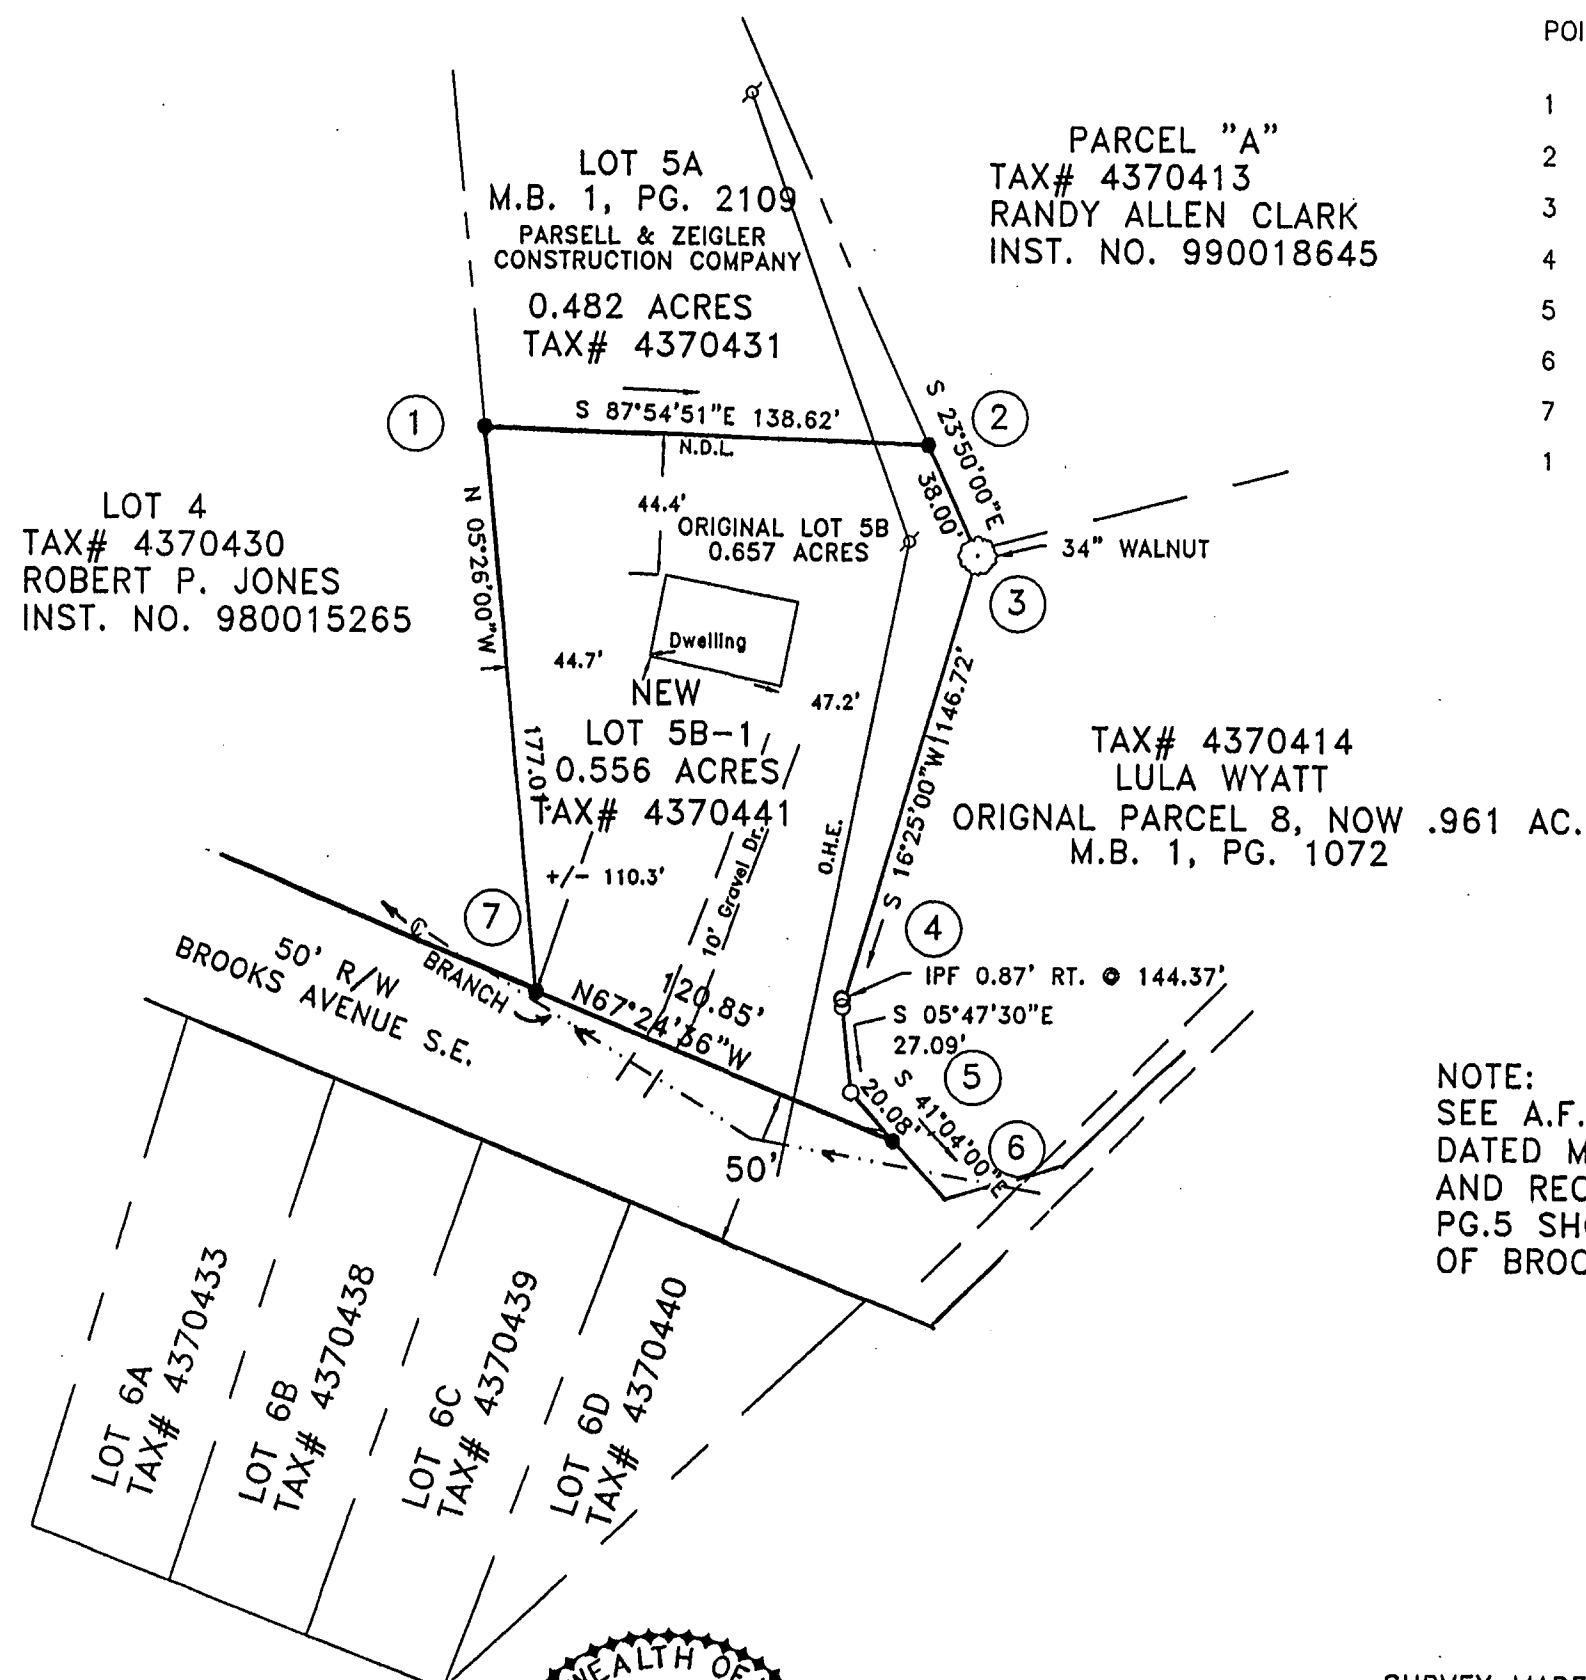 POI
1
2
3
4
5
6
7
1
LOT 5A
M.B. 1, PG. 2109
PARSELL & ZEIGLER
CONSTRUCTION COMPANY
0.482 ACRES
TAX# 4370431
PARCEL "A"
TAX# 4370413
RANDY ALLEN CLARK
INST. NO. 990018645
1
S 87°54'51"E 138.62'
N.D.L.
2
S 23°50'00"E
38.00'
LOT 4
TAX# 4370430
ROBERT P. JONES
INST. NO. 980015265
N 05°26'00"W
177.01'
44.4'
ORIGINAL LOT 5B
0.657 ACRES
34" WALNUT
3
Dwelling
44.7'
47.2'
NEW
LOT 5B-1
0.556 ACRES
TAX# 4370441
S 16°25'00"W 146.72'
TAX# 4370414
LULA WYATT
ORIGNAL PARCEL 8, NOW .961 AC.
M.B. 1, PG. 1072
+/- 110.3'
10' Gravel Dr.
O.H.E.
7
4
IPF 0.87' RT. @ 144.37'
S 05°47'30"E
27.09'
5
S 41°04'00"E
20.08'
6
℄
BRANCH
50' R/W
BROOKS AVENUE S.E.
120.85'
N67°24'36"W
50'
NOTE:
SEE A.F.
DATED M
AND REC
PG.5 SHO
OF BROO
LOT 6A
TAX# 4370433
LOT 6B
TAX# 4370438
LOT 6C
TAX# 4370439
LOT 6D
TAX# 4370440
EALTH OF